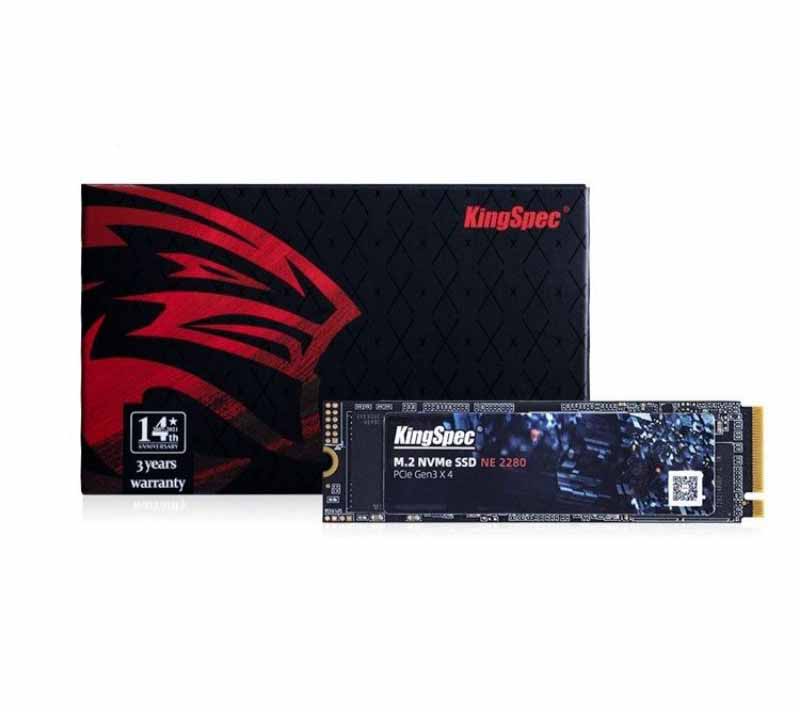 KingSpec®
14th
ANNIVERSARY
3 years
warranty
KingSpec
M.2 NVMe SSD NE 2280
PCIe Gen3 X 4